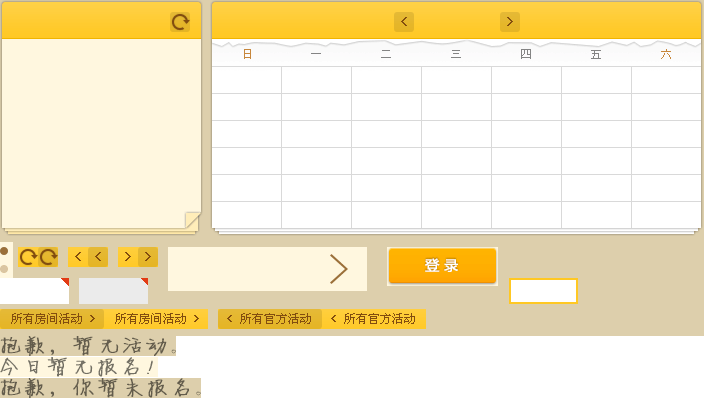 日 一 二 三 四 五 六
登录
所有房间活动 所有房间活动 所有官方活动 所有官方活动
抱歉，暂无活动。
今日暂无报名！
抱歉，你暂未报名。